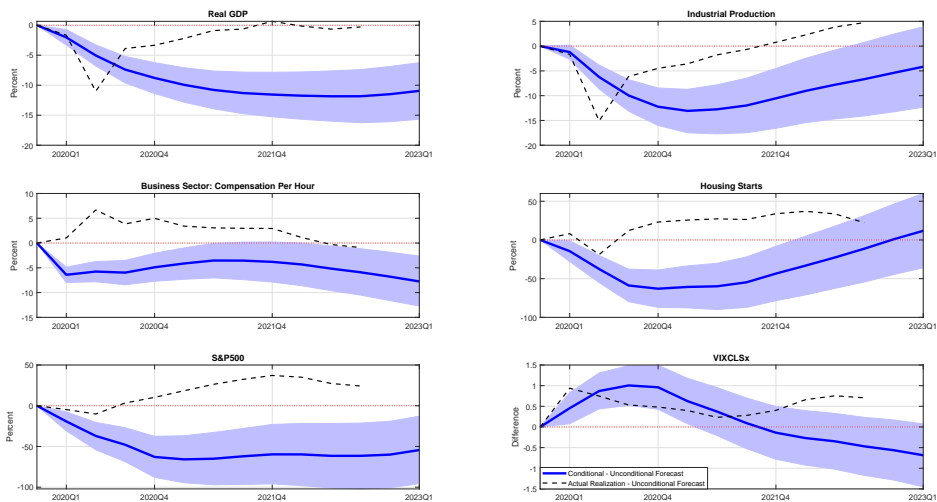 Real GDP
Percent
0
-5
-10
-15
-20
2020Q1 2020Q4 2021Q4 2023Q1
Industrial Production
Percent
5
0
-5
-10
-15
-20
2020Q1 2020Q4 2021Q4 2023Q1
Business Sector: Compensation Per Hour
Percent
10
5
0
-5
-10
-15
2020Q1 2020Q4 2021Q4 2023Q1
Housing Starts
Percent
50
0
-50
-100
2020Q1 2020Q4 2021Q4 2023Q1
S&P500
Percent
50
0
-50
-100
VIXCLSx
Difference
1.5
1
0.5
0
-0.5
-1
-1.5
Conditional - Unconditional Forecast
Actual Realization - Unconditional Forecast
2020Q1 2020Q4 2021Q4 2023Q1
2020Q1 2020Q4 2021Q4 2023Q1